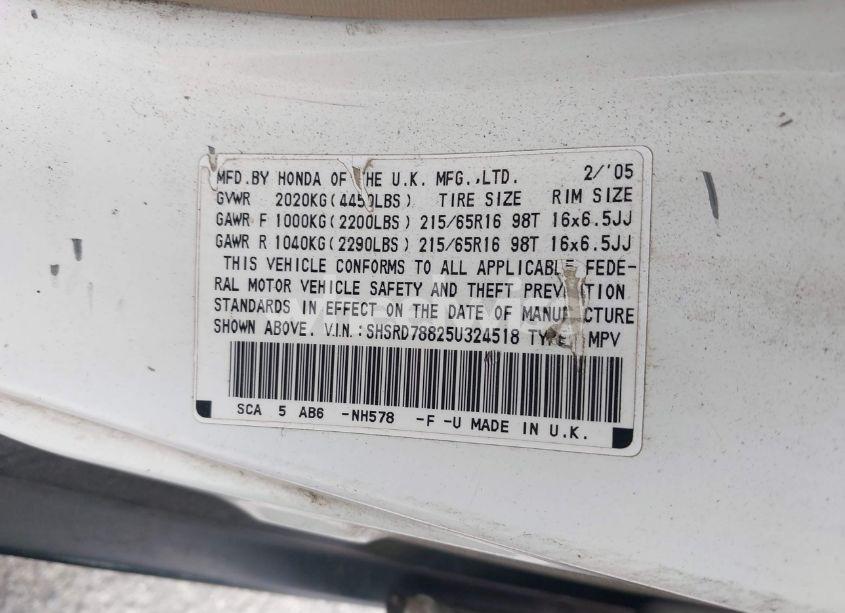 MFD.BY HONDA OF THE U.K. MFG.,LTD. 2/'05
GVWR 2020KG(4450LBS) TIRE SIZE RIM SIZE
GAWR F 1000KG(2200LBS) 215/65R16 98T 16x6.5JJ
GAWR R 1040KG(2290LBS) 215/65R16 98T 16x6.5JJ
THIS VEHICLE CONFORMS TO ALL APPLICABLE FEDE-
RAL MOTOR VEHICLE SAFETY AND THEFT PREVENTION
STANDARDS IN EFFECT ON THE DATE OF MANUFACTURE
SHOWN ABOVE. V.I.N.:SHSRD78825U324518 TYPE: MPV
SCA 5 AB6 -NH578 -F -U MADE IN U.K.